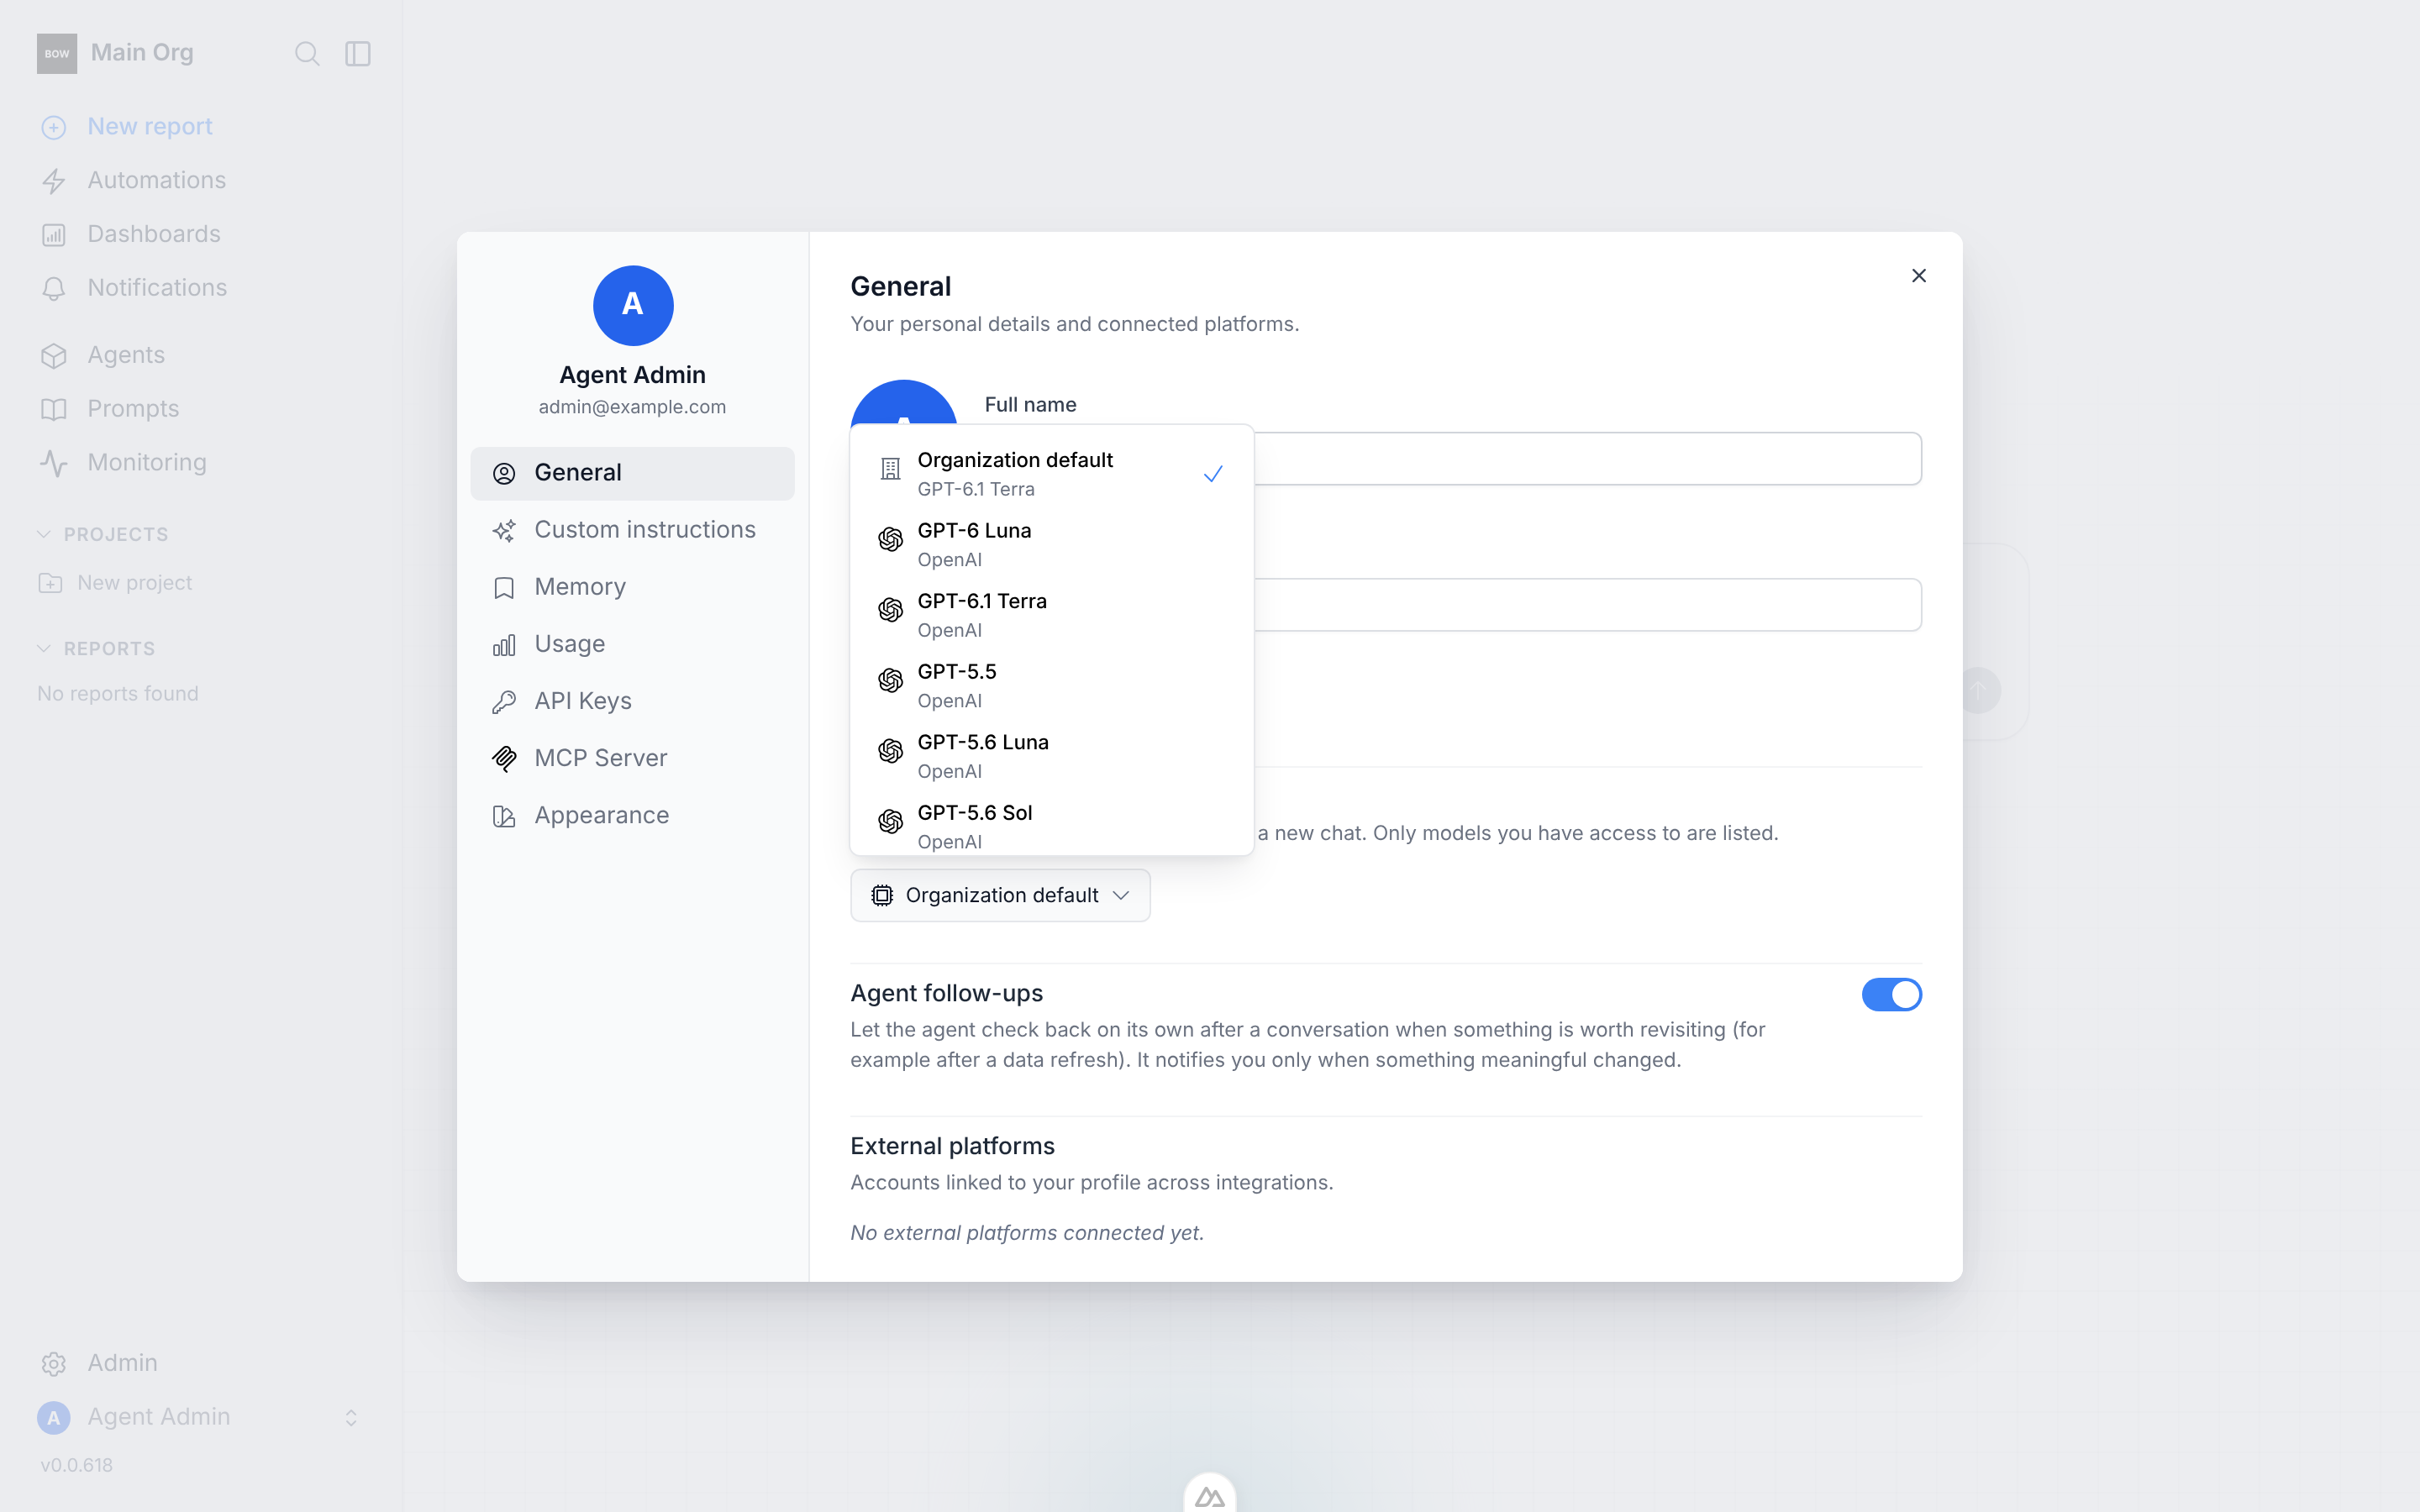 BOW
Main Org
New report
Automations
Dashboards
Notifications
Agents
Prompts
Monitoring
PROJECTS
New project
REPORTS
No reports found
Admin
A
Agent Admin
v0.0.618
A
Agent Admin
admin@example.com
General
Custom instructions
Memory
Usage
API Keys
MCP Server
Appearance
General
Your personal details and connected platforms.
Full name
Organization default
GPT-6.1 Terra
GPT-6 Luna
OpenAI
GPT-6.1 Terra
OpenAI
GPT-5.5
OpenAI
GPT-5.6 Luna
OpenAI
GPT-5.6 Sol
OpenAI
a new chat. Only models you have access to are listed.
Organization default
Agent follow-ups
Let the agent check back on its own after a conversation when something is worth revisiting (for
example after a data refresh). It notifies you only when something meaningful changed.
External platforms
Accounts linked to your profile across integrations.
No external platforms connected yet.